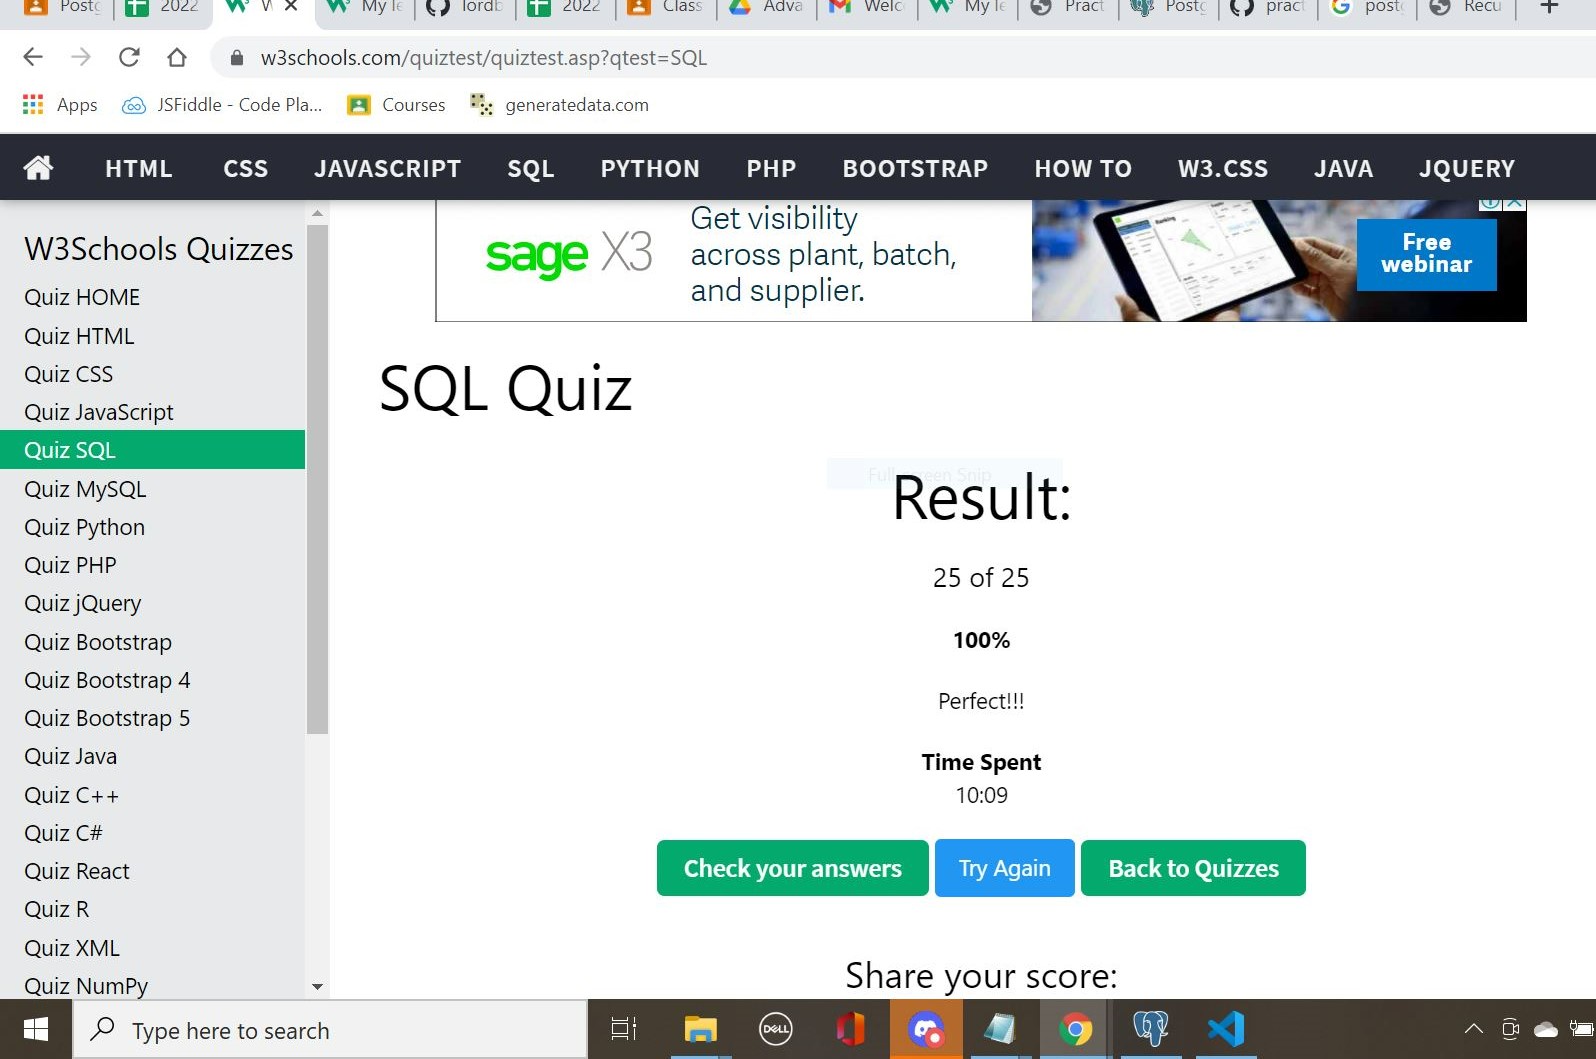 2022
My le
lordb
2022
Class
Adva
My le
Pract
pract
Recu
w3schools.com/quiztest/quiztest.asp?qtest=SQL
Apps
JSFiddle - Code Pla...
Courses
generatedata.com
HTML CSS JAVASCRIPT SQL PYTHON PHP BOOTSTRAP HOW TO W3.CSS JAVA JQUERY
W3Schools Quizzes
Quiz HOME
Quiz HTML
Quiz CSS
Quiz JavaScript
Quiz SQL
Quiz MySQL
Quiz Python
Quiz PHP
Quiz jQuery
Quiz Bootstrap
Quiz Bootstrap 4
Quiz Bootstrap 5
Quiz Java
Quiz C++
Quiz C#
Quiz React
Quiz R
Quiz XML
Quiz NumPy
sage X3
Get visibility
across plant, batch,
and supplier.
Free
webinar
SQL Quiz
Result:
25 of 25
100%
Perfect!!!
Time Spent
10:09
Check your answers
Try Again
Back to Quizzes
Share your score:
Type here to search
DELL